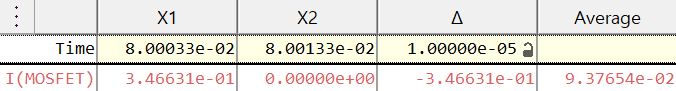 X1 X2 Δ Average
Time 8.00033e-02 8.00133e-02 1.00000e-05
I(MOSFET) 3.46631e-01 0.00000e+00 -3.46631e-01 9.37654e-02